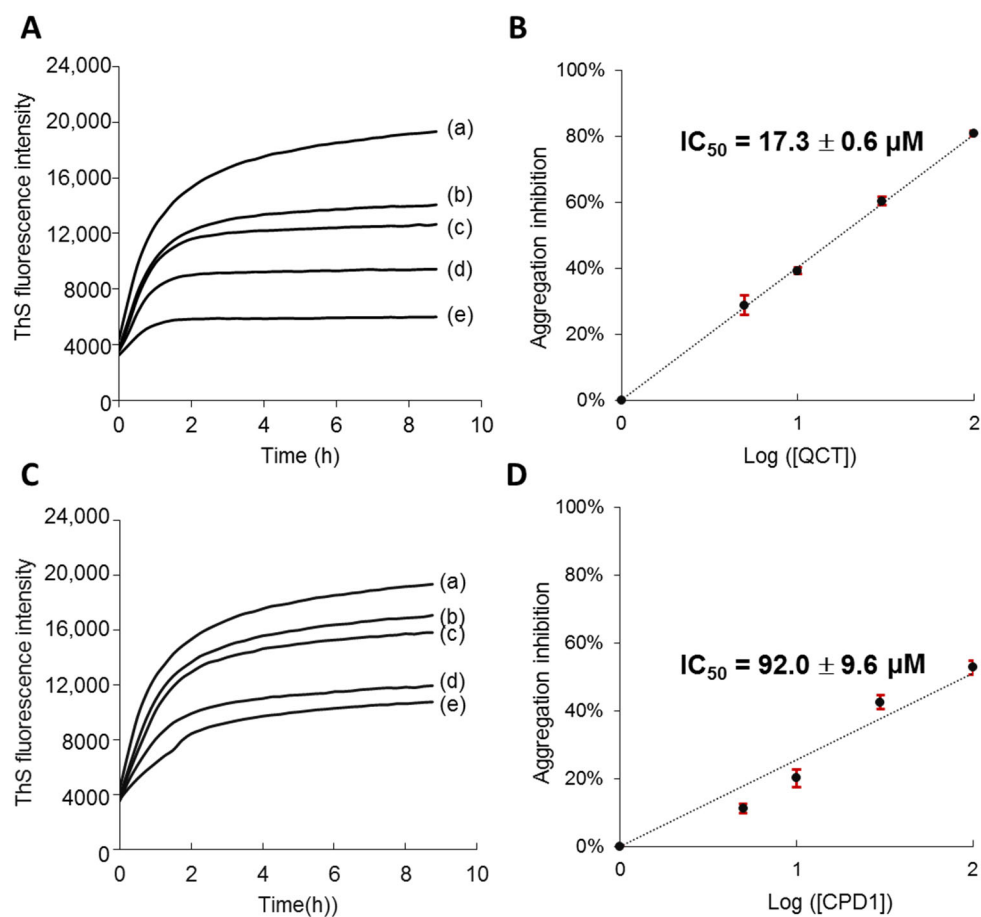 A
ThS fluorescence intensity
24,000
20,000
16,000
12,000
8000
4000
0
(a)
(b)
(c)
(d)
(e)
0 2 4 6 8 10
Time (h)
B
Aggregation inhibition
100%
80%
60%
40%
20%
0%
IC50 = 17.3 ± 0.6 µM
0 1 2
Log ([QCT])
C
ThS fluorescence intensity
24,000
20,000
16,000
12,000
8000
4000
0
(a)
(b)
(c)
(d)
(e)
0 2 4 6 8 10
Time(h))
D
Aggregation inhibition
100%
80%
60%
40%
20%
0%
IC50 = 92.0 ± 9.6 µM
0 1 2
Log ([CPD1])